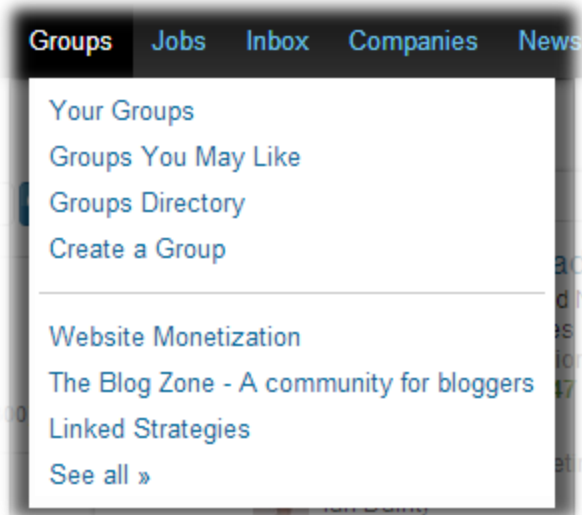 Groups Jobs Inbox Companies News
Your Groups
Groups You May Like
Groups Directory
Create a Group
Website Monetization
The Blog Zone - A community for bloggers
Linked Strategies
See all »